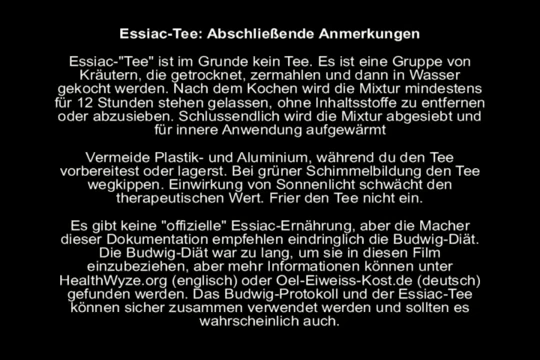 Essiac-Tee: Abschließende Anmerkungen
Essiac-"Tee" ist im Grunde kein Tee. Es ist eine Gruppe von
Kräutern, die getrocknet, zermahlen und dann in Wasser
gekocht werden. Nach dem Kochen wird die Mixtur mindestens
für 12 Stunden stehen gelassen, ohne Inhaltsstoffe zu entfernen
oder abzusieben. Schlussendlich wird die Mixtur abgesiebt und
für innere Anwendung aufgewärmt
Vermeide Plastik- und Aluminium, während du den Tee
vorbereitest oder lagerst. Bei grüner Schimmelbildung den Tee
wegkippen. Einwirkung von Sonnenlicht schwächt den
therapeutischen Wert. Frier den Tee nicht ein.
Es gibt keine "offizielle" Essiac-Ernährung, aber die Macher
dieser Dokumentation empfehlen eindringlich die Budwig-Diät.
Die Budwig-Diät war zu lang, um sie in diesen Film
einzubeziehen, aber mehr Informationen können unter
HealthWyze.org (englisch) oder Oel-Eiweiss-Kost.de (deutsch)
gefunden werden. Das Budwig-Protokoll und der Essiac-Tee
können sicher zusammen verwendet werden und sollten es
wahrscheinlich auch.